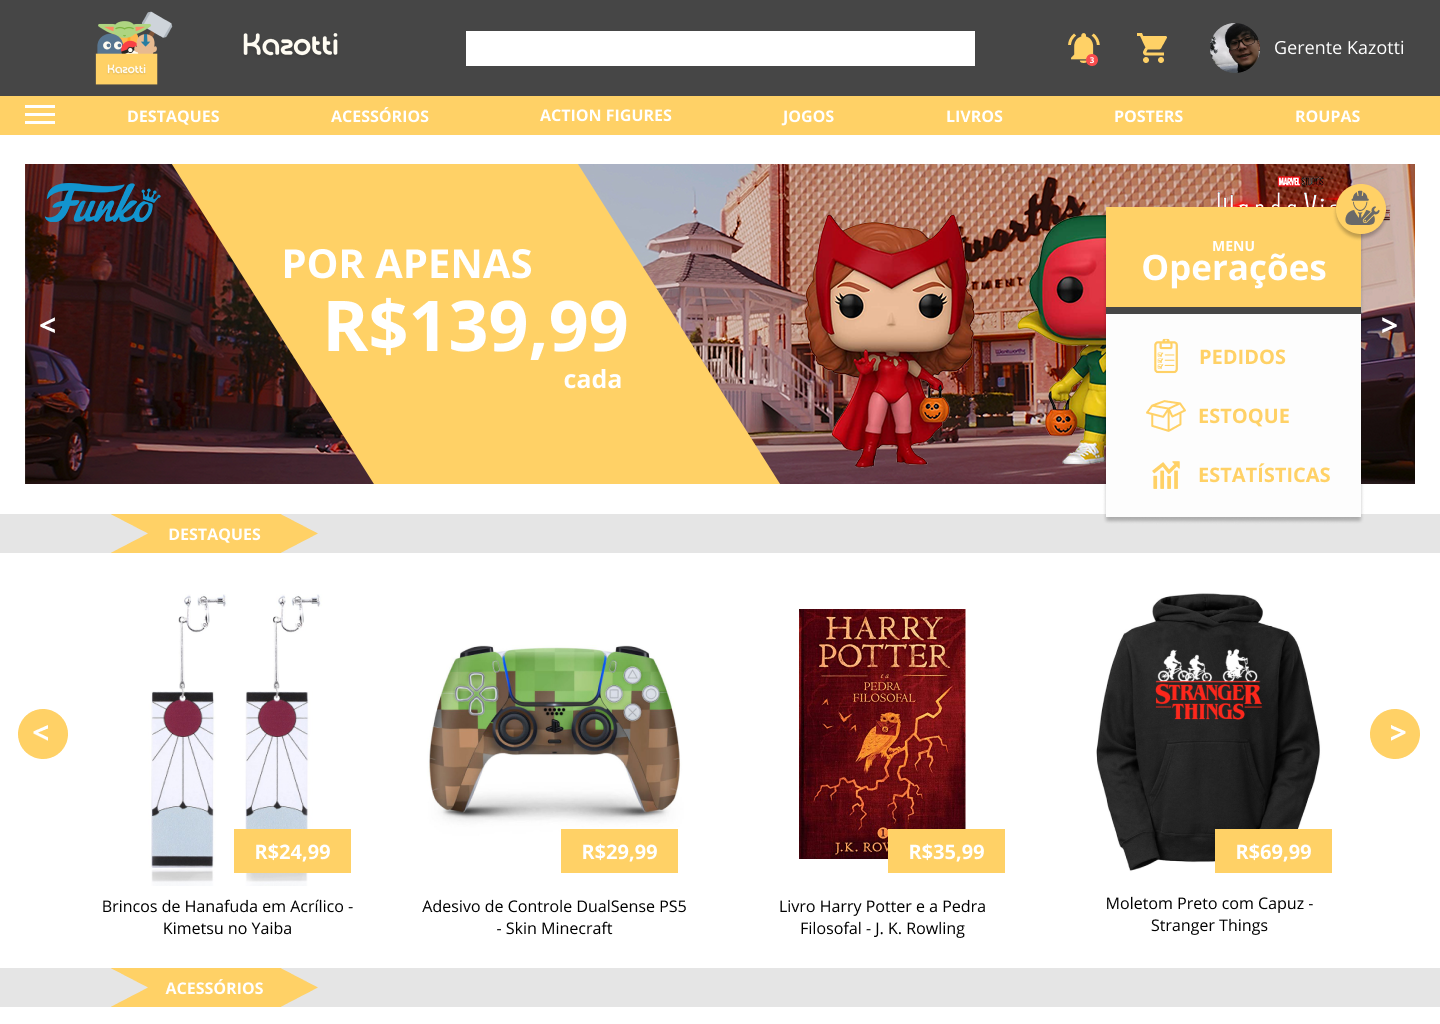 Kazotti
Kazotti
3
Gerente Kazotti
DESTAQUES
ACESSÓRIOS
ACTION FIGURES
JOGOS
LIVROS
POSTERS
ROUPAS
Funko
MARVEL
POR APENAS
R$139,99
cada
<
>
MENU
Operações
PEDIDOS
ESTOQUE
ESTATÍSTICAS
DESTAQUES
HARRY
POTTER
e a
PEDRA
FILOSOFAL
1
STRANGER
THINGS
<
>
R$24,99
R$29,99
R$35,99
R$69,99
Brincos de Hanafuda em Acrílico -
Kimetsu no Yaiba
Adesivo de Controle DualSense PS5
- Skin Minecraft
Livro Harry Potter e a Pedra
Filosofal - J. K. Rowling
Moletom Preto com Capuz -
Stranger Things
ACESSÓRIOS